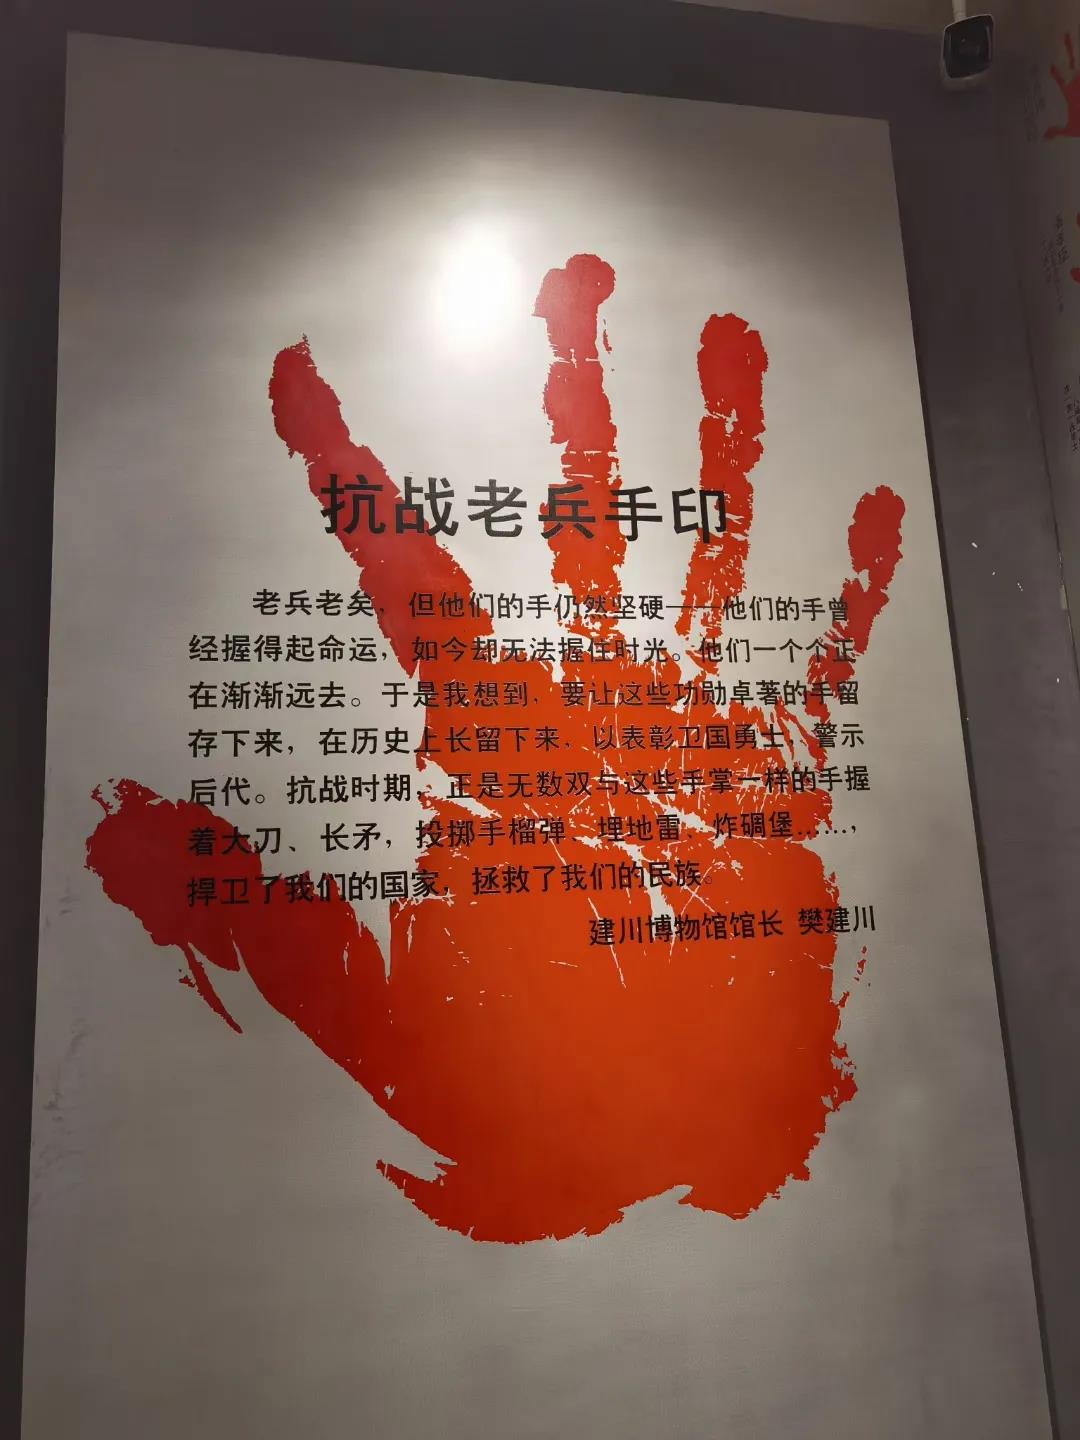 抗战老兵手印
老兵老矣，但他们的手仍然坚硬——他们的手曾
经握得起命运，如今却无法握住时光。他们一个个正
在渐渐远去。于是我想到，要让这些功勋卓著的手留
存下来，在历史上长留下来，以表彰卫国勇士、警示
后代。抗战时期，正是无数双与这些手掌一样的手握
着大刀、长矛，投掷手榴弹、埋地雷、炸碉堡……，
捍卫了我们的国家，拯救了我们的民族。
建川博物馆馆长 樊建川